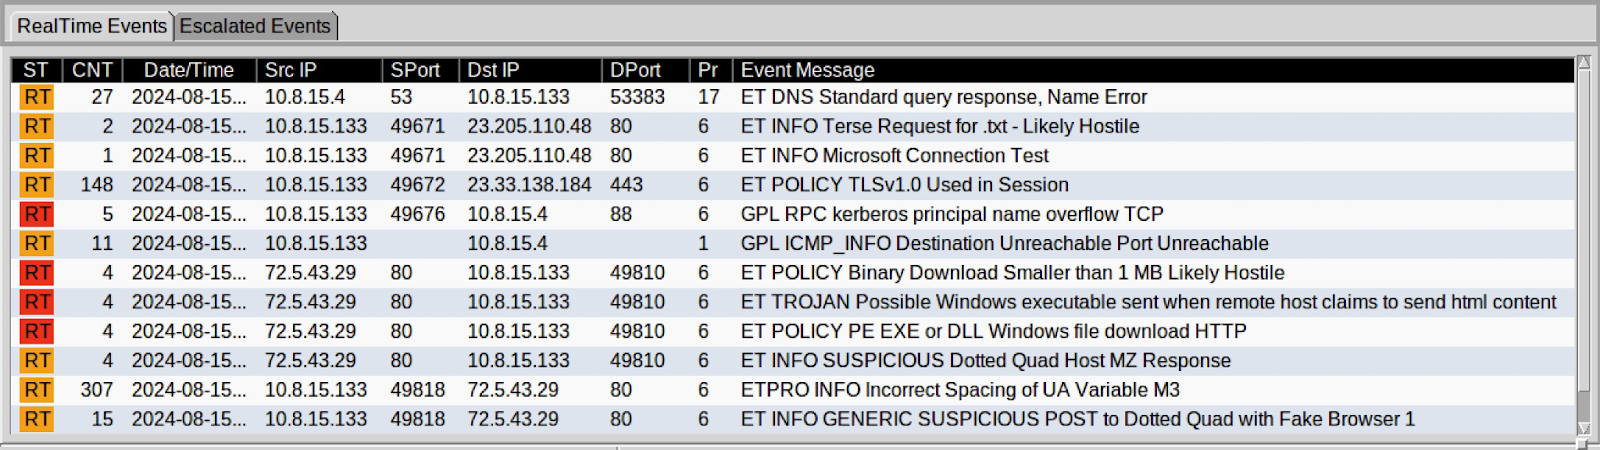 RealTime Events Escalated Events
ST CNT Date/Time Src IP SPort Dst IP DPort Pr Event Message
RT 27 2024-08-15... 10.8.15.4 53 10.8.15.133 53383 17 ET DNS Standard query response, Name Error
RT 2 2024-08-15... 10.8.15.133 49671 23.205.110.48 80 6 ET INFO Terse Request for .txt - Likely Hostile
RT 1 2024-08-15... 10.8.15.133 49671 23.205.110.48 80 6 ET INFO Microsoft Connection Test
RT 148 2024-08-15... 10.8.15.133 49672 23.33.138.184 443 6 ET POLICY TLSv1.0 Used in Session
RT 5 2024-08-15... 10.8.15.133 49676 10.8.15.4 88 6 GPL RPC kerberos principal name overflow TCP
RT 11 2024-08-15... 10.8.15.133 10.8.15.4 1 GPL ICMP_INFO Destination Unreachable Port Unreachable
RT 4 2024-08-15... 72.5.43.29 80 10.8.15.133 49810 6 ET POLICY Binary Download Smaller than 1 MB Likely Hostile
RT 4 2024-08-15... 72.5.43.29 80 10.8.15.133 49810 6 ET TROJAN Possible Windows executable sent when remote host claims to send html content
RT 4 2024-08-15... 72.5.43.29 80 10.8.15.133 49810 6 ET POLICY PE EXE or DLL Windows file download HTTP
RT 4 2024-08-15... 72.5.43.29 80 10.8.15.133 49810 6 ET INFO SUSPICIOUS Dotted Quad Host MZ Response
RT 307 2024-08-15... 10.8.15.133 49818 72.5.43.29 80 6 ETPRO INFO Incorrect Spacing of UA Variable M3
RT 15 2024-08-15... 10.8.15.133 49818 72.5.43.29 80 6 ET INFO GENERIC SUSPICIOUS POST to Dotted Quad with Fake Browser 1